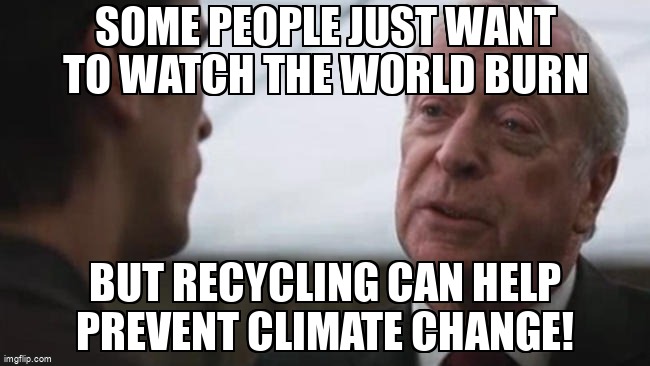 SOME PEOPLE JUST WANT
TO WATCH THE WORLD BURN
BUT RECYCLING CAN HELP
PREVENT CLIMATE CHANGE!
imgflip.com